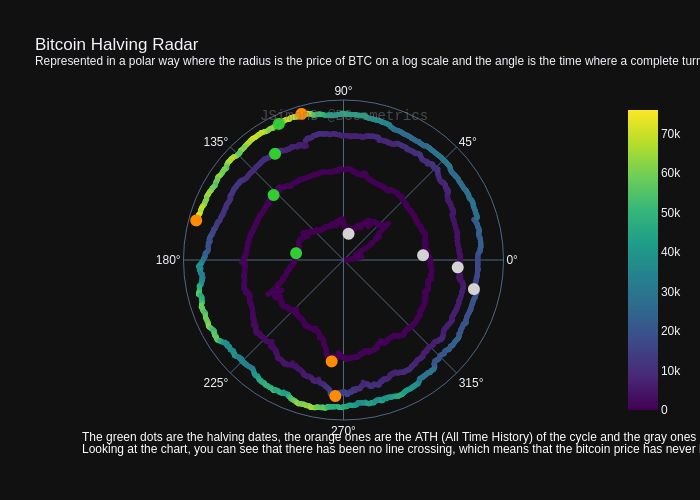 Bitcoin Halving Radar
Represented in a polar way where the radius is the price of BTC on a log scale and the angle is the time where a complete turn
90°
135°
45°
180°
0°
225°
315°
270°
70k
60k
50k
40k
30k
20k
10k
0
The green dots are the halving dates, the orange ones are the ATH (All Time History) of the cycle and the gray ones
Looking at the chart, you can see that there has been no line crossing, which means that the bitcoin price has never